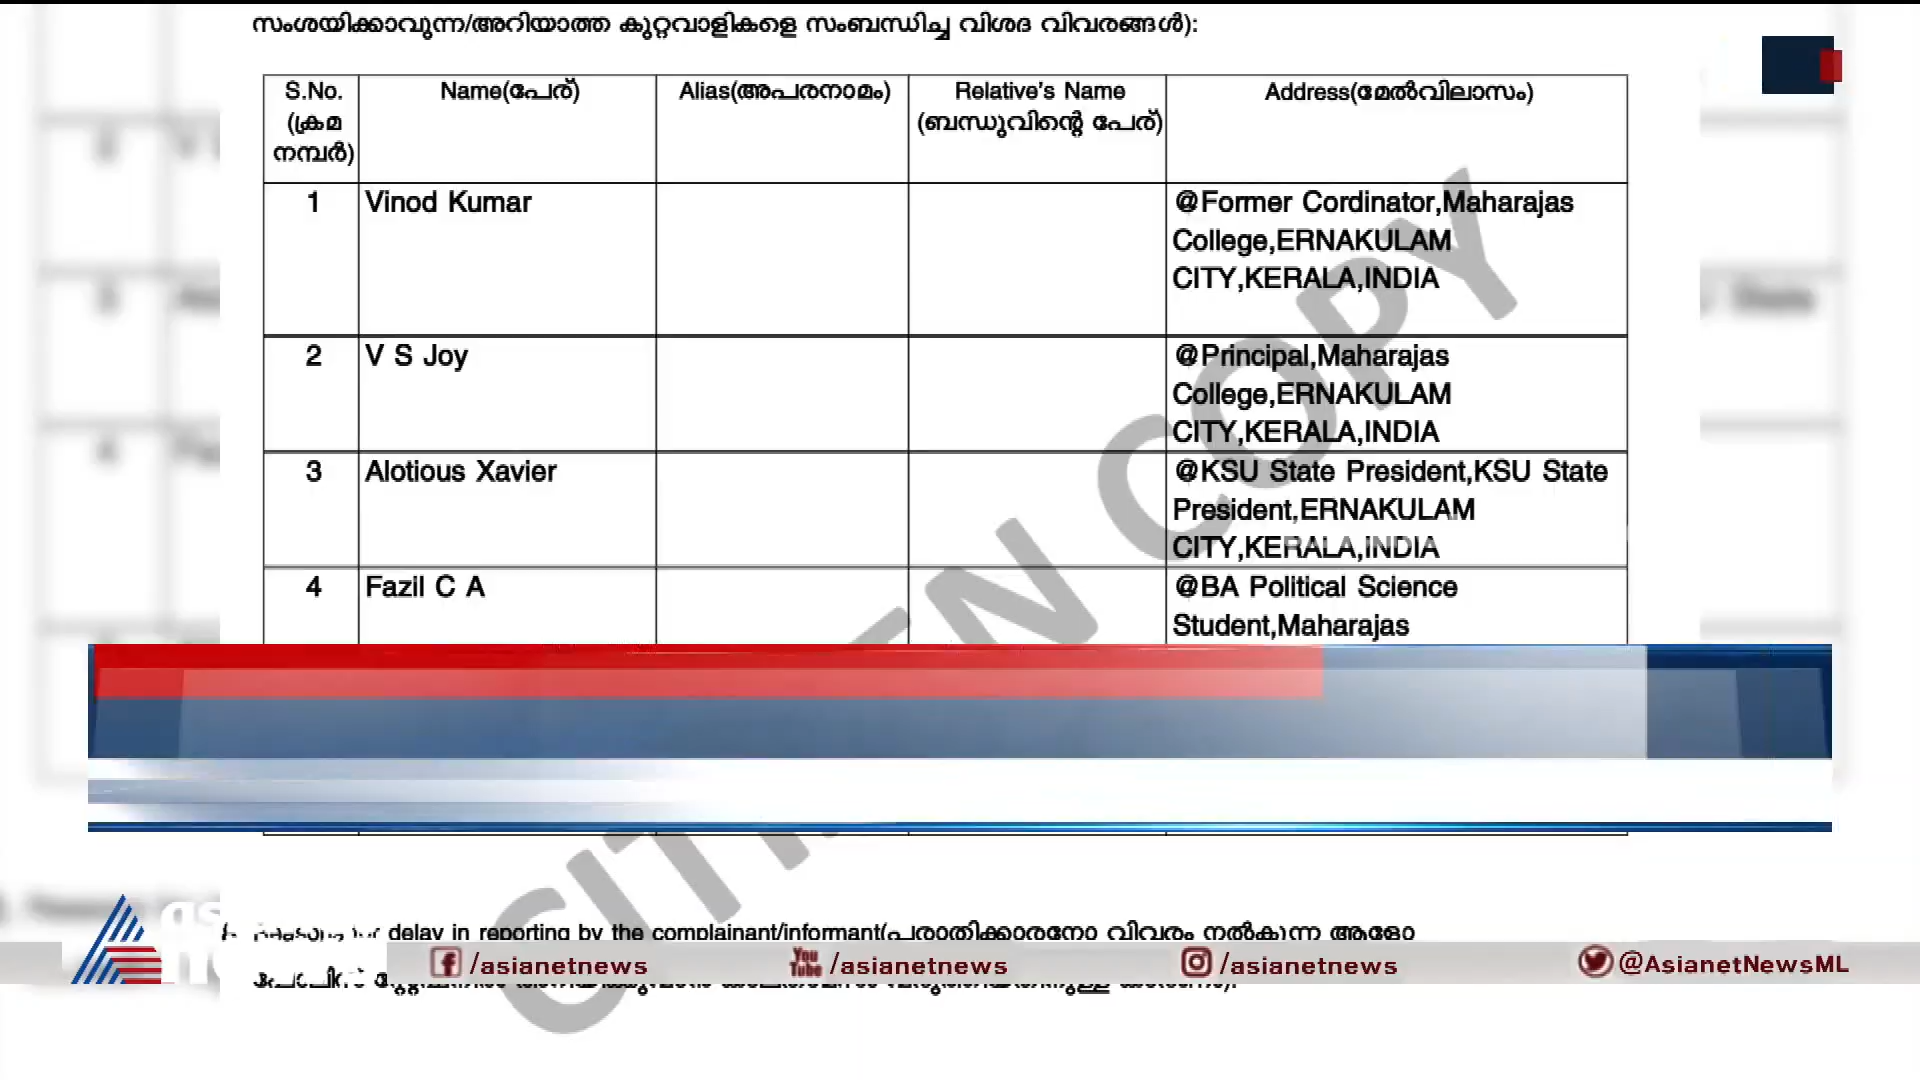 സംശയിക്കാവുന്ന/അറിയാത്ത കുറ്റവാളികളെ സംബന്ധിച്ച വിശദ വിവരങ്ങൾ):
S.No. (ക്രമ നമ്പർ) Name(പേര്) Alias(അപരനാമം) Relative's Name (ബന്ധുവിന്റെ പേര്) Address(മേൽവിലാസം)
1 Vinod Kumar @Former Cordinator,Maharajas
College,ERNAKULAM
CITY,KERALA,INDIA
2 V S Joy @Principal,Maharajas
College,ERNAKULAM
CITY,KERALA,INDIA
3 Alotious Xavier @KSU State President,KSU State
President,ERNAKULAM
CITY,KERALA,INDIA
4 Fazil C A @BA Political Science
Student,Maharajas
COPY
delay in reporting by the complainant/informant(പരാതിക്കാരനോ വിവരം നൽകുന്ന ആളോ
/asianetnews /asianetnews /asianetnews @AsianetNewsML